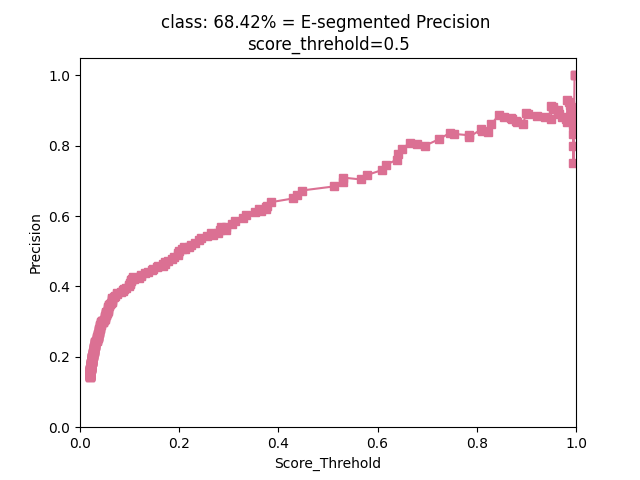 class: 68.42% = E-segmented Precision
score_threhold=0.5
1.0
0.8
0.6
0.4
0.2
0.0
Precision
0.0 0.2 0.4 0.6 0.8 1.0
Score_Threhold